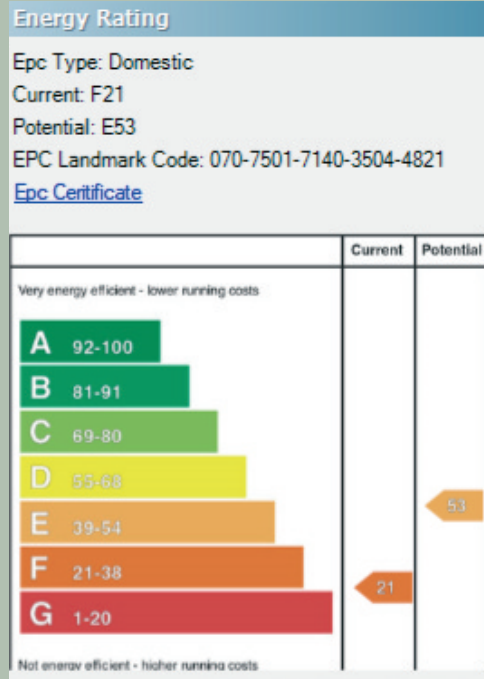 Energy Rating
Epc Type: Domestic
Current: F21
Potential: E53
EPC Landmark Code: 070-7501-7140-3504-4821
Epc Ceritificate
Current Potential
Very energy efficient - lower running costs
A 92-100
B 81-91
C 69-80
D 55-68
E 39-54
53
F 21-38
21
G 1-20
Not energy efficient - higher running costs